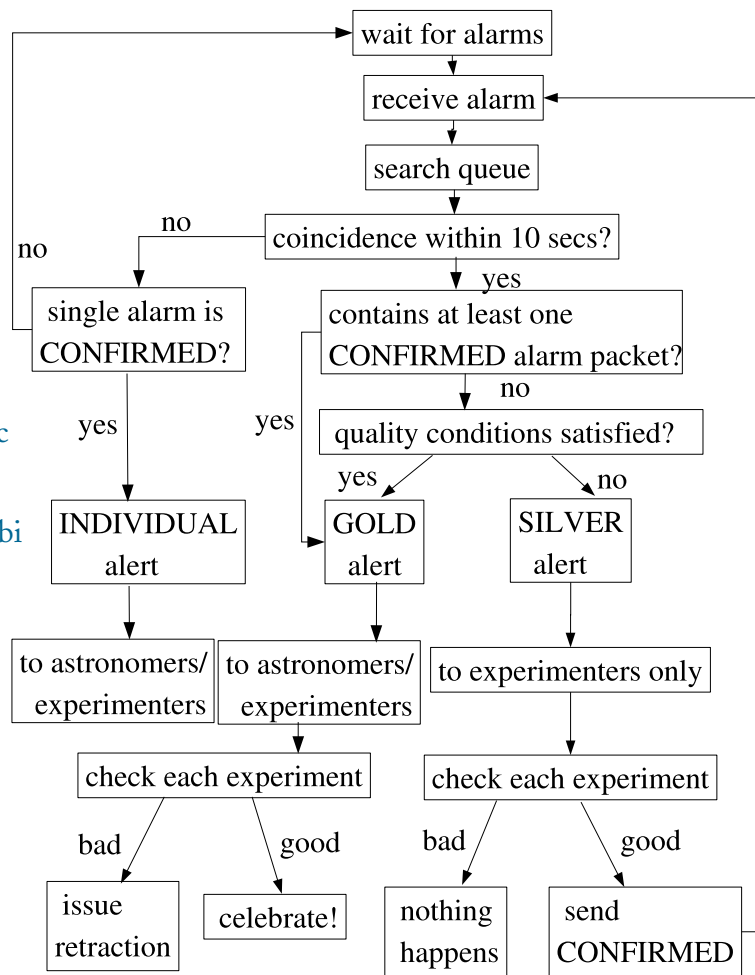 wait for alarms
receive alarm
search queue
coincidence within 10 secs?
no
yes
no
single alarm is
CONFIRMED?
contains at least one
CONFIRMED alarm packet?
yes
yes
no
quality conditions satisfied?
yes
no
c
bi
INDIVIDUAL
alert
GOLD
alert
SILVER
alert
to astronomers/
experimenters
to astronomers/
experimenters
to experimenters only
check each experiment
check each experiment
bad
good
bad
good
issue
retraction
celebrate!
nothing
happens
send
CONFIRMED